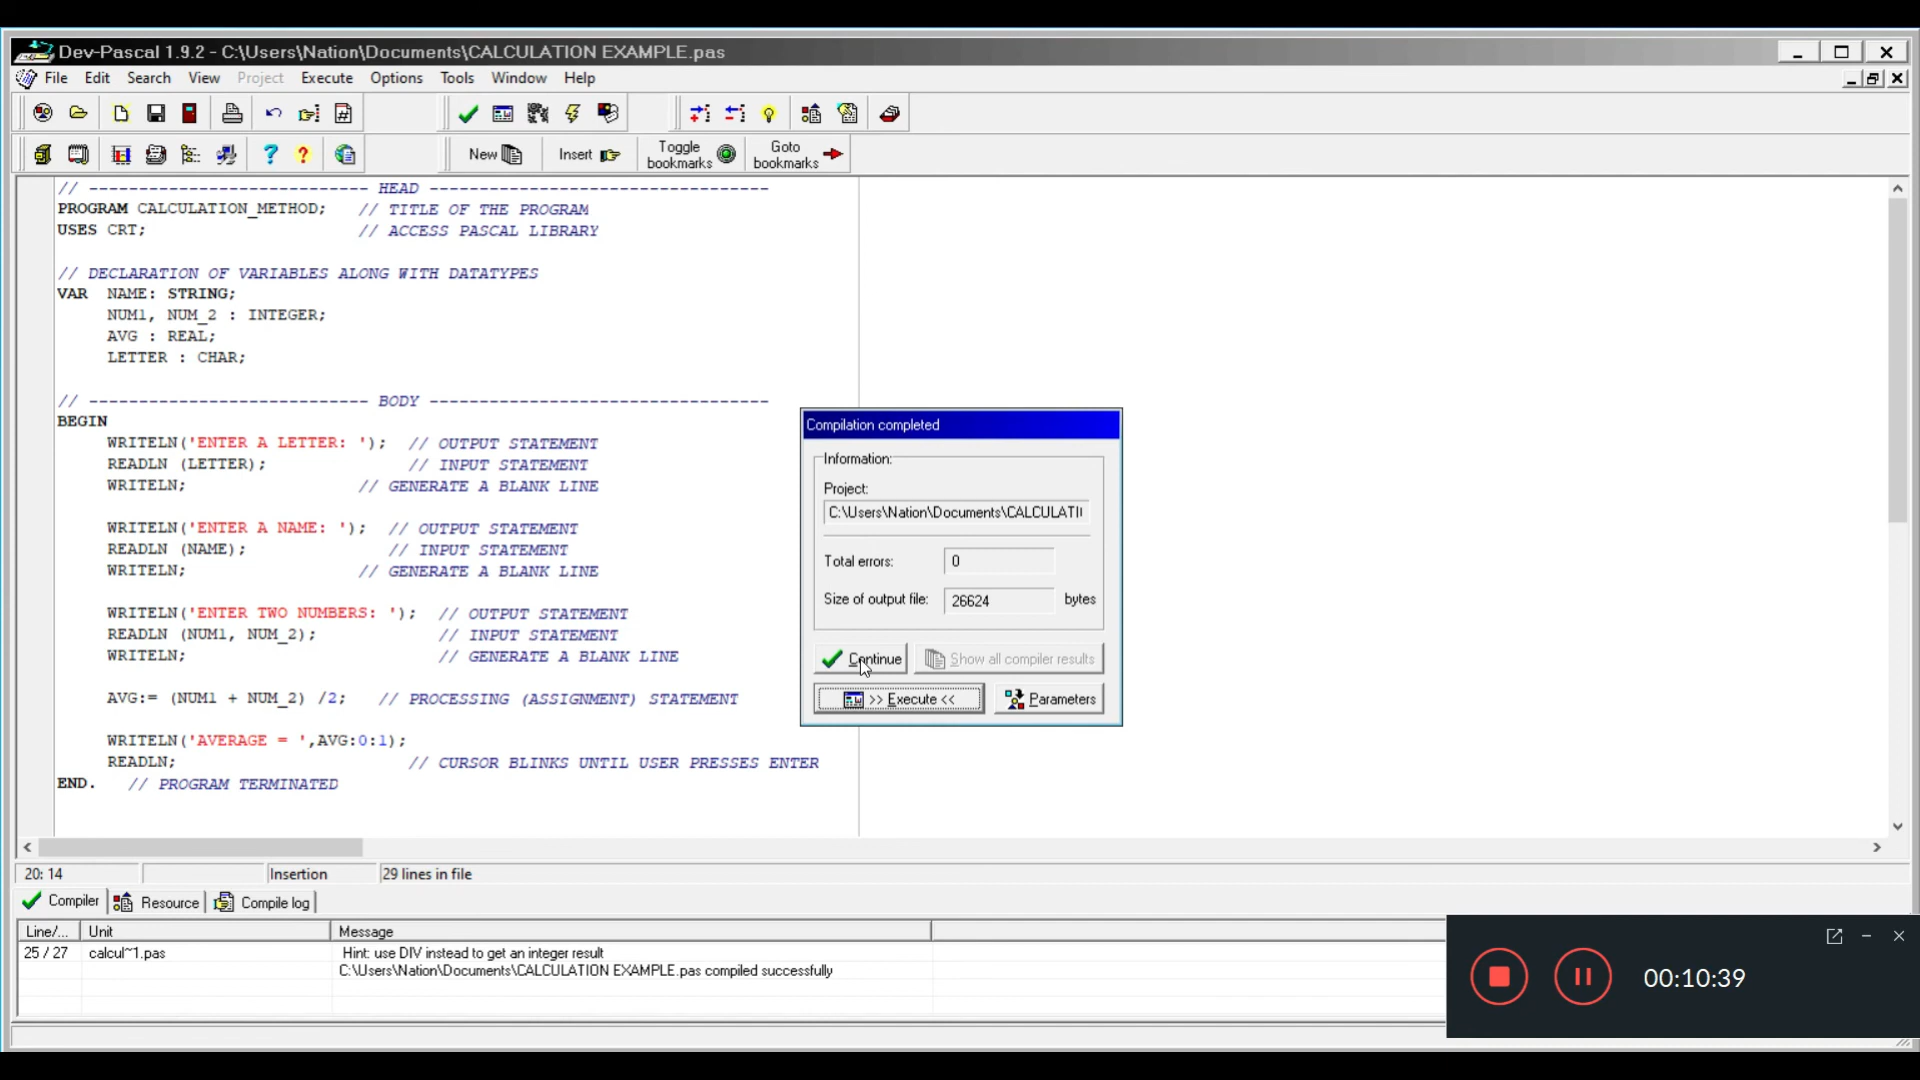 Dev-Pascal 1.9.2 - C:\Users\Nation\Documents\CALCULATION EXAMPLE.pas
File Edit Search View Project Execute Options Tools Window Help
New Insert Toggle bookmarks Goto bookmarks
// ---------------------------- HEAD ----------------------------------
PROGRAM CALCULATION_METHOD; // TITLE OF THE PROGRAM
USES CRT; // ACCESS PASCAL LIBRARY
// DECLARATION OF VARIABLES ALONG WITH DATATYPES
VAR NAME: STRING;
NUM1, NUM_2 : INTEGER;
AVG : REAL;
LETTER : CHAR;
// ---------------------------- BODY ----------------------------------
BEGIN
WRITELN('ENTER A LETTER: '); // OUTPUT STATEMENT
READLN (LETTER); // INPUT STATEMENT
WRITELN; // GENERATE A BLANK LINE
WRITELN('ENTER A NAME: '); // OUTPUT STATEMENT
READLN (NAME); // INPUT STATEMENT
WRITELN; // GENERATE A BLANK LINE
WRITELN('ENTER TWO NUMBERS: '); // OUTPUT STATEMENT
READLN (NUM1, NUM_2); // INPUT STATEMENT
WRITELN; // GENERATE A BLANK LINE
AVG:= (NUM1 + NUM_2) /2; // PROCESSING (ASSIGNMENT) STATEMENT
WRITELN('AVERAGE = ',AVG:0:1);
READLN; // CURSOR BLINKS UNTIL USER PRESSES ENTER
END. // PROGRAM TERMINATED
Compilation completed
Information:
Project:
C:\Users\Nation\Documents\CALCULATI
Total errors: 0
Size of output file: 26624 bytes
Continue Show all compiler results
>> Execute << Parameters
20: 14 Insertion 29 lines in file
Compiler Resource Compile log
Line/... Unit Message
25 / 27 calcul~1.pas Hint: use DIV instead to get an integer result
C:\Users\Nation\Documents\CALCULATION EXAMPLE.pas compiled successfully
00:10:39